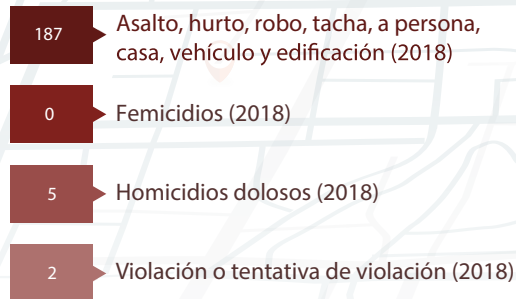 187
Asalto, hurto, robo, tacha, a persona,
casa, vehículo y edificación (2018)
0
Femicidios (2018)
5
Homicidios dolosos (2018)
2
Violación o tentativa de violación (2018)